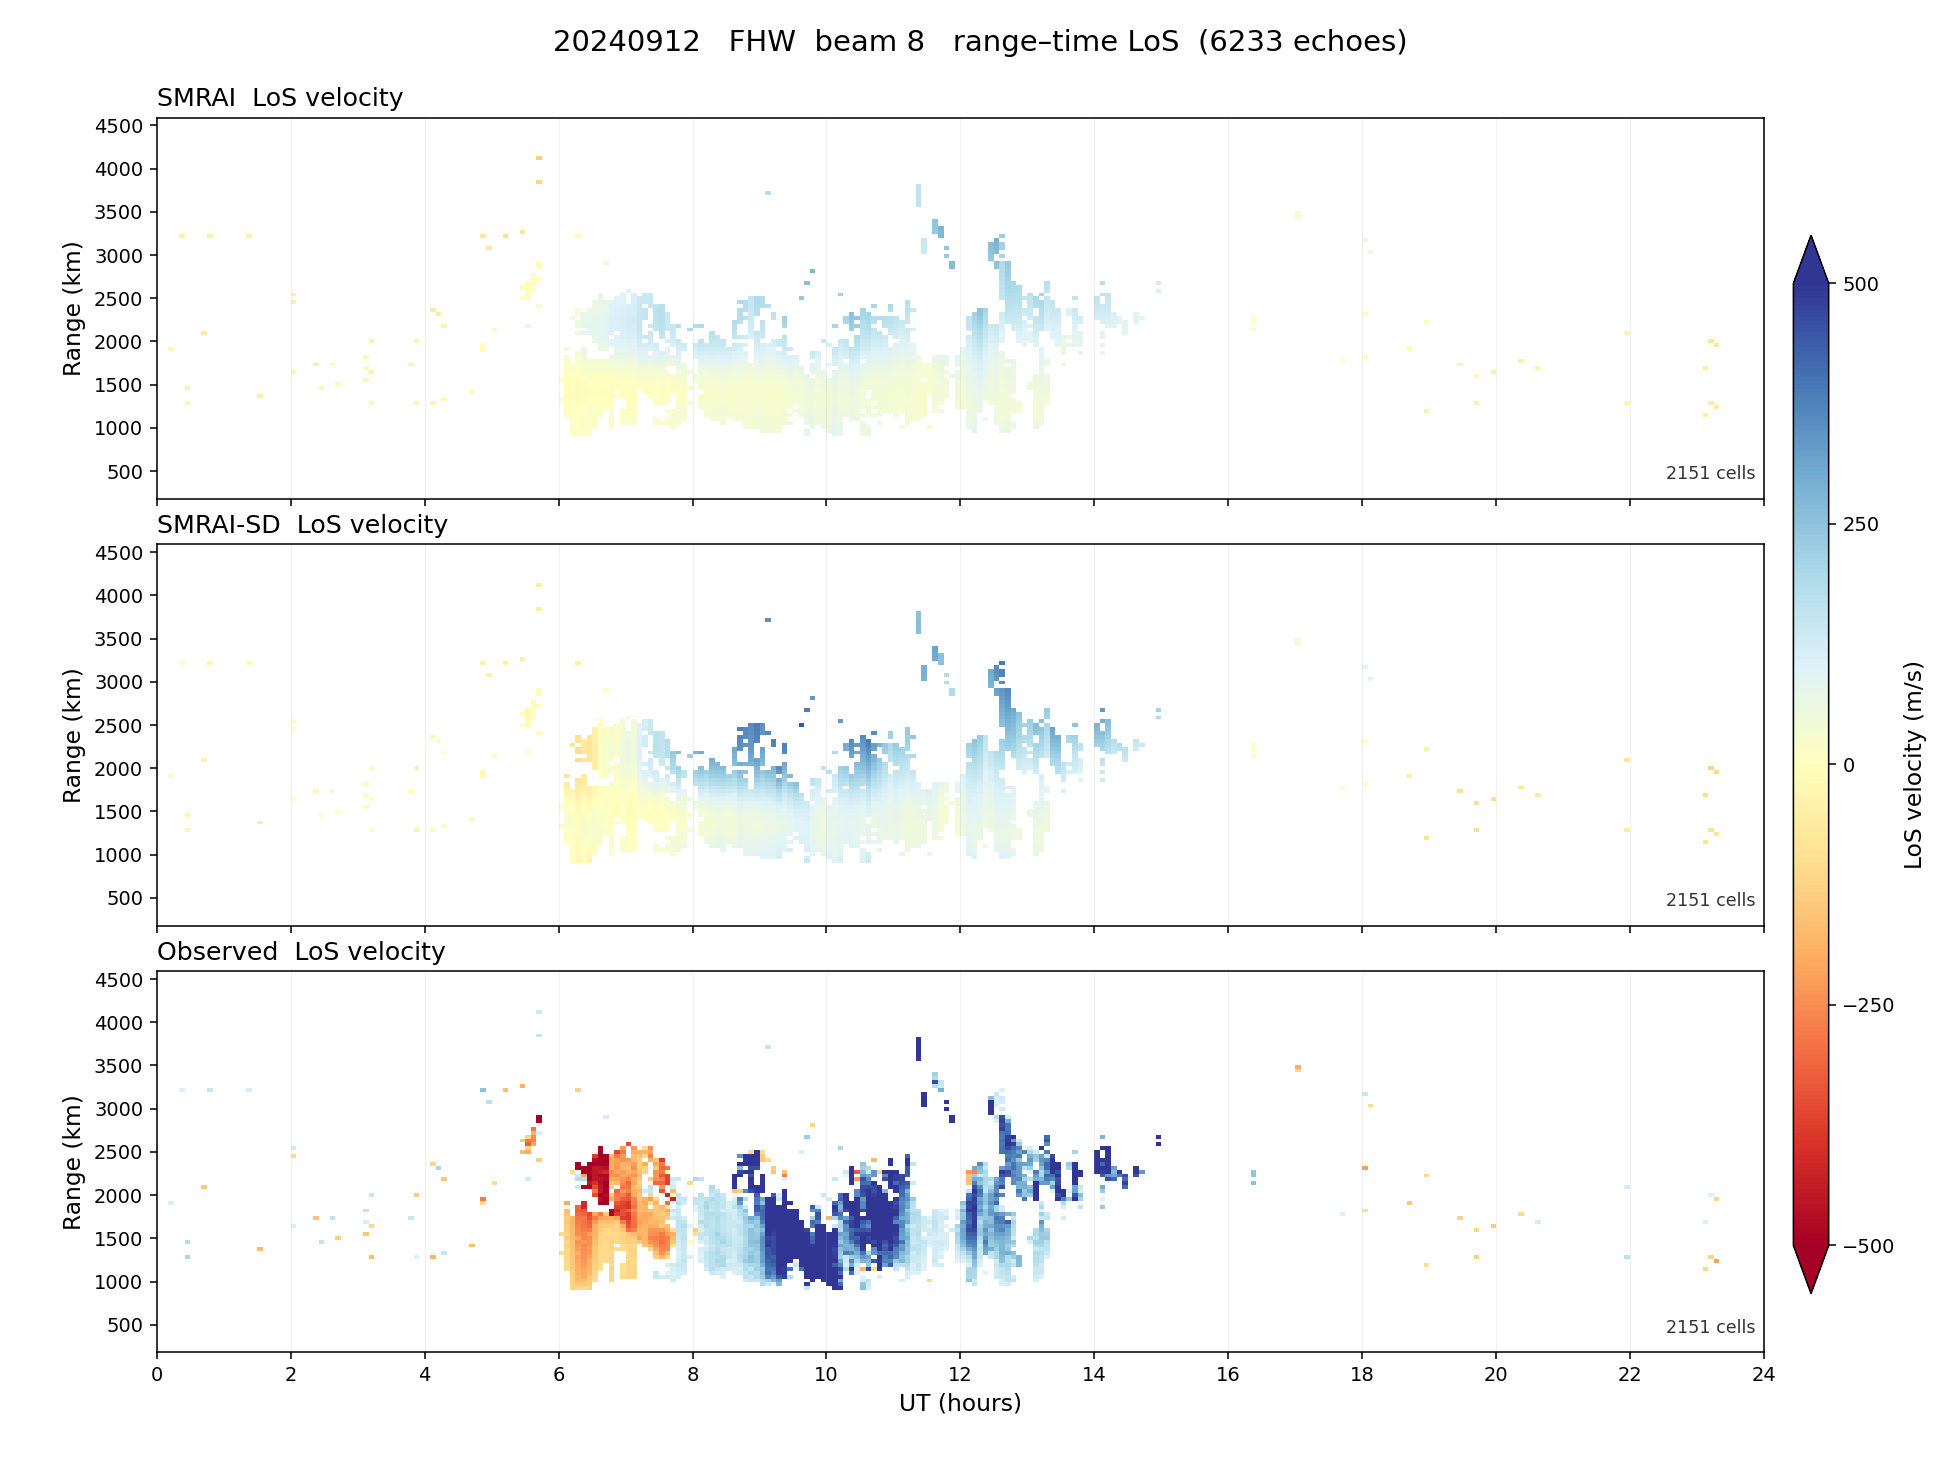 20240912   FHW  beam 8   range–time LoS  (6233 echoes)
SMRAI  LoS velocity
4500
4000
3500
3000
2500
2000
1500
1000
500
Range (km)
2151 cells
SMRAI-SD  LoS velocity
4500
4000
3500
3000
2500
2000
1500
1000
500
Range (km)
2151 cells
Observed  LoS velocity
4500
4000
3500
3000
2500
2000
1500
1000
500
Range (km)
2151 cells
0 2 4 6 8 10 12 14 16 18 20 22 24
UT (hours)
500
250
0
−250
−500
LoS velocity (m/s)